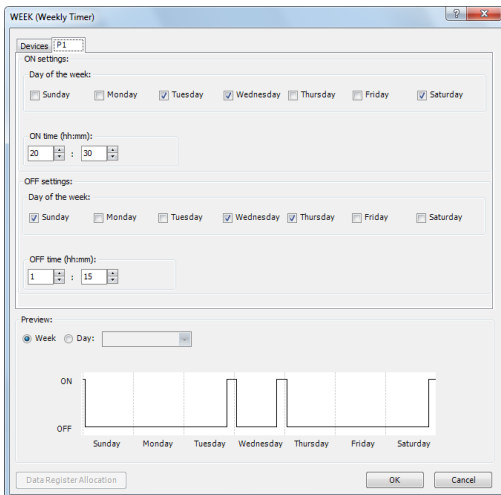 WEEK (Weekly Timer)
Devices P1
ON settings:
Day of the week:
Sunday Monday Tuesday Wednesday Thursday Friday Saturday
ON time (hh:mm):
20 : 30
OFF settings:
Day of the week:
Sunday Monday Tuesday Wednesday Thursday Friday Saturday
OFF time (hh:mm):
1 : 15
Preview:
Week Day:
ON
OFF
Sunday Monday Tuesday Wednesday Thursday Friday Saturday
Data Register Allocation OK Cancel